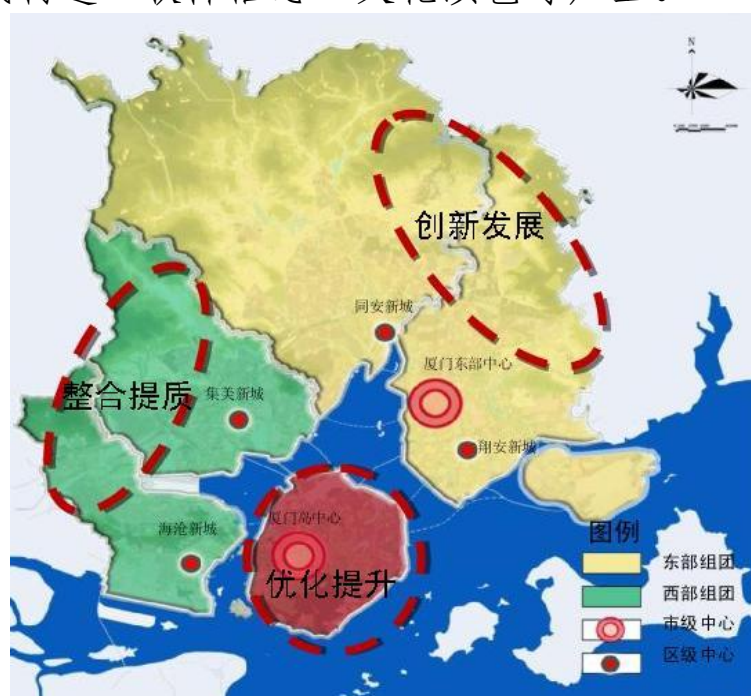 N
创新发展
同安新城
厦门东部中心
整合提质
集美新城
翔安新城
海沧新城
厦门岛中心
优化提升
图例
东部组团
西部组团
市级中心
区级中心